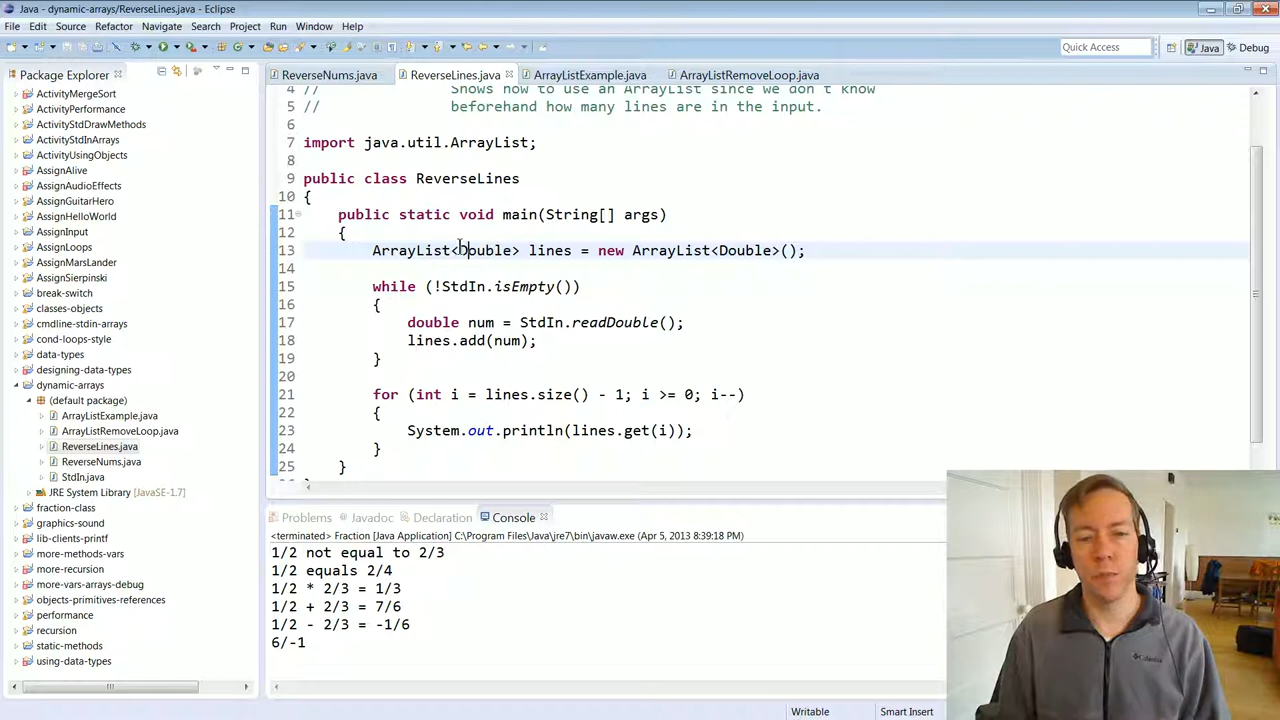 Java - dynamic-arrays/ReverseLines.java - Eclipse
File Edit Source Refactor Navigate Search Project Run Window Help
Quick Access
Java
Debug
Package Explorer
ReverseNums.java
ReverseLines.java
ArrayListExample.java
ArrayListRemoveLoop.java
ActivityMergeSort
ActivityPerformance
ActivityStdDrawMethods
ActivityStdInArrays
ActivityUsingObjects
AssignAlive
AssignAudioEffects
AssignGuitarHero
AssignHelloWorld
AssignInput
AssignLoops
AssignMarsLander
AssignSierpinski
break-switch
classes-objects
cmdline-stdin-arrays
cond-loops-style
data-types
designing-data-types
dynamic-arrays
(default package)
ArrayListExample.java
ArrayListRemoveLoop.java
ReverseLines.java
ReverseNums.java
StdIn.java
JRE System Library [JavaSE-1.7]
fraction-class
graphics-sound
lib-clients-printf
more-methods-vars
more-recursion
more-vars-arrays-debug
objects-primitives-references
performance
recursion
static-methods
using-data-types
4 // Shows how to use an ArrayList since we don't know
5 // beforehand how many lines are in the input.
6
7 import java.util.ArrayList;
8
9 public class ReverseLines
10 {
11 public static void main(String[] args)
12 {
13 ArrayList<Double> lines = new ArrayList<Double>();
14
15 while (!StdIn.isEmpty())
16 {
17 double num = StdIn.readDouble();
18 lines.add(num);
19 }
20
21 for (int i = lines.size() - 1; i >= 0; i--)
22 {
23 System.out.println(lines.get(i));
24 }
25 }
Problems Javadoc Declaration Console
<terminated> Fraction [Java Application] C:\Program Files\Java\jre7\bin\javaw.exe (Apr 5, 2013 8:39:18 PM)
1/2 not equal to 2/3
1/2 equals 2/4
1/2 * 2/3 = 1/3
1/2 + 2/3 = 7/6
1/2 - 2/3 = -1/6
6/-1
Columbia
Writable
Smart Insert